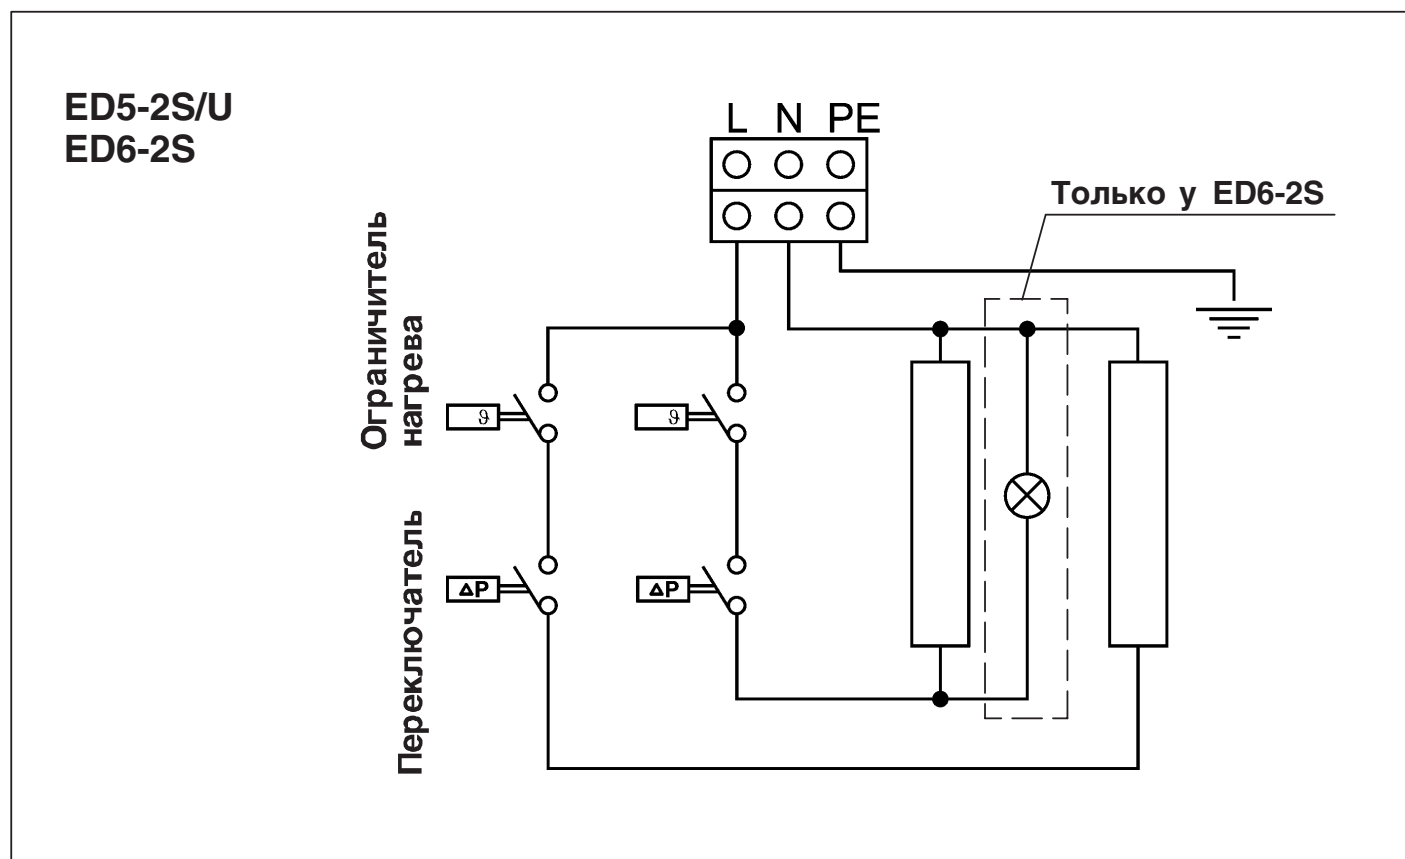 ED5-2S/U
ED6-2S
L N PE
Только у ED6-2S
Ограничитель
нагрева
ϑ
ϑ
Переключатель
ΔP
ΔP